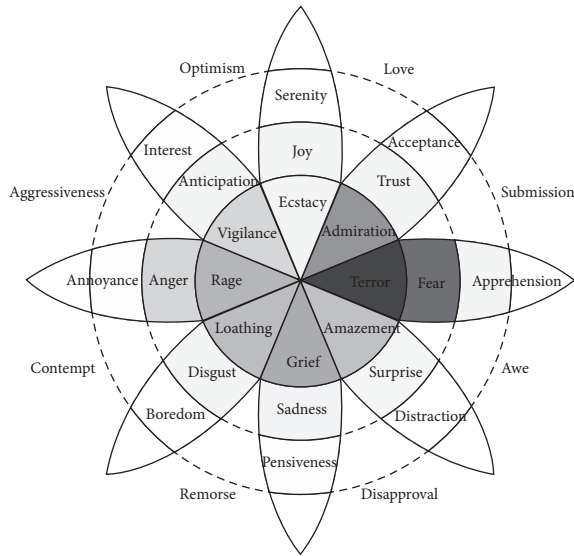 Optimism
Love
Serenity
Interest
Acceptance
Joy
Anticipation
Trust
Aggressiveness
Submission
Ecstacy
Vigilance
Admiration
Annoyance
Anger
Rage
Terror
Fear
Apprehension
Loathing
Amazement
Contempt
Grief
Awe
Disgust
Surprise
Sadness
Boredom
Distraction
Pensiveness
Remorse
Disapproval